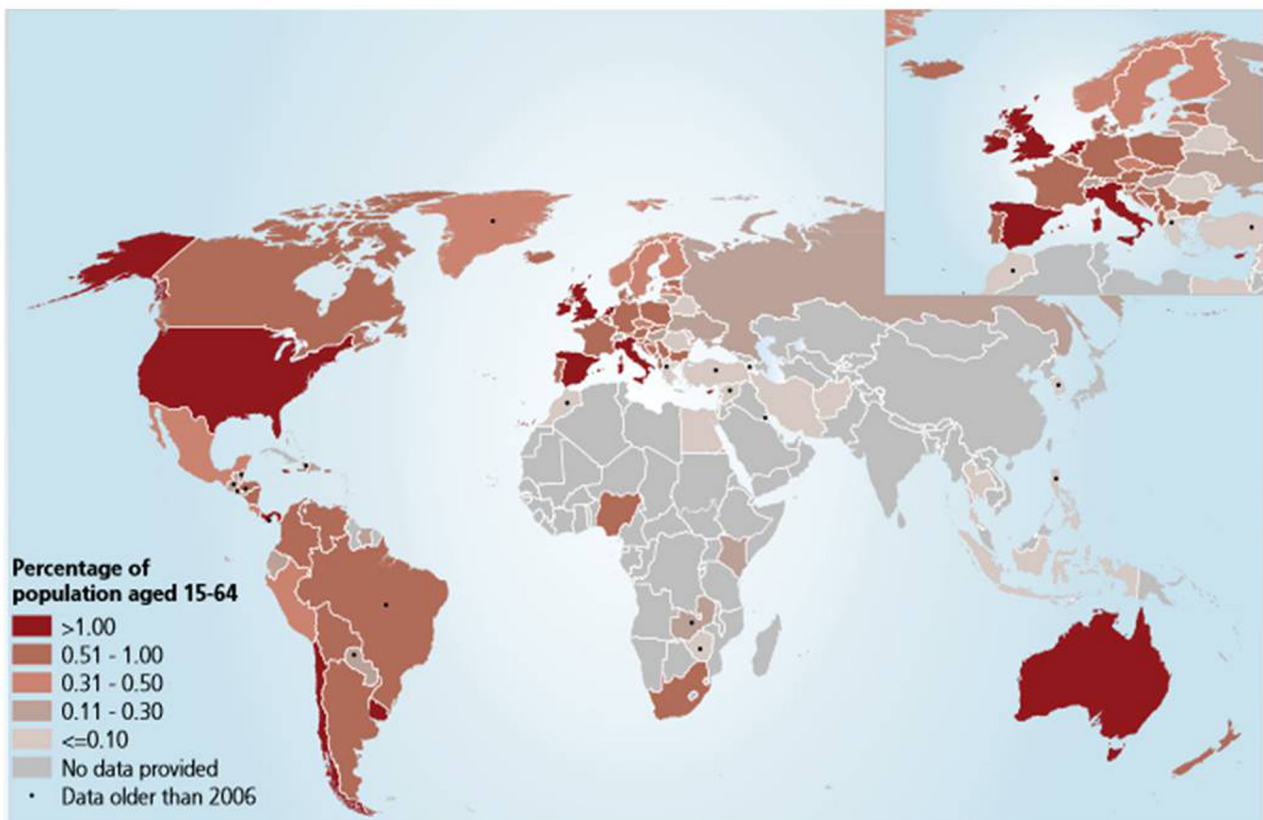 Percentage of
population aged 15-64
>1.00
0.51 - 1.00
0.31 - 0.50
0.11 - 0.30
<=0.10
No data provided
Data older than 2006